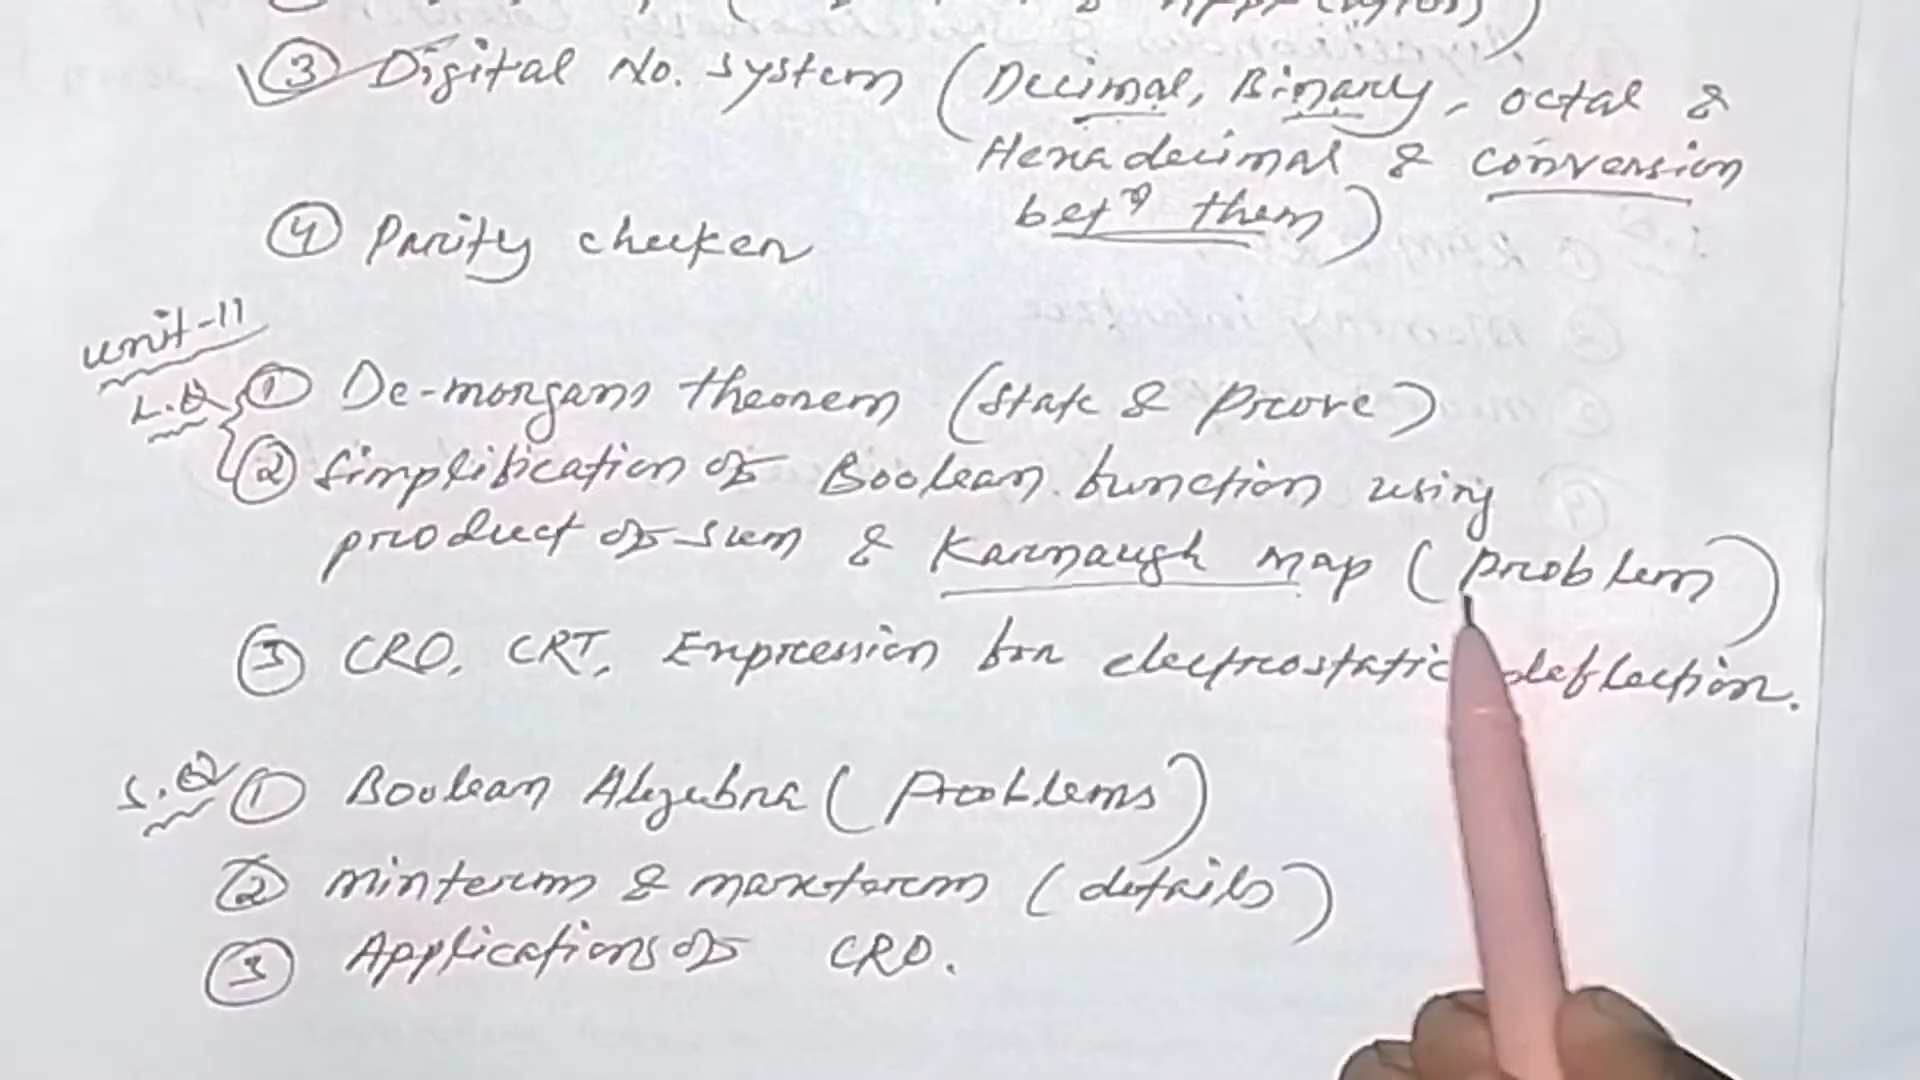 ③ Digital No. system (Decimal, Binary, octal &
Hexadecimal & conversion
betⁿ them)
④ Parity checker
Unit-II
L.Q ① De-morgans theorem (State & Prove)
② Simplification of Boolean function using
product of sum & Karnaugh map (problem)
③ CRO, CRT, Expression for electrostatic deflection.
S.Q ① Boolean Algebra (Problems)
② minterm & maxterm (details)
③ Applications of CRO.